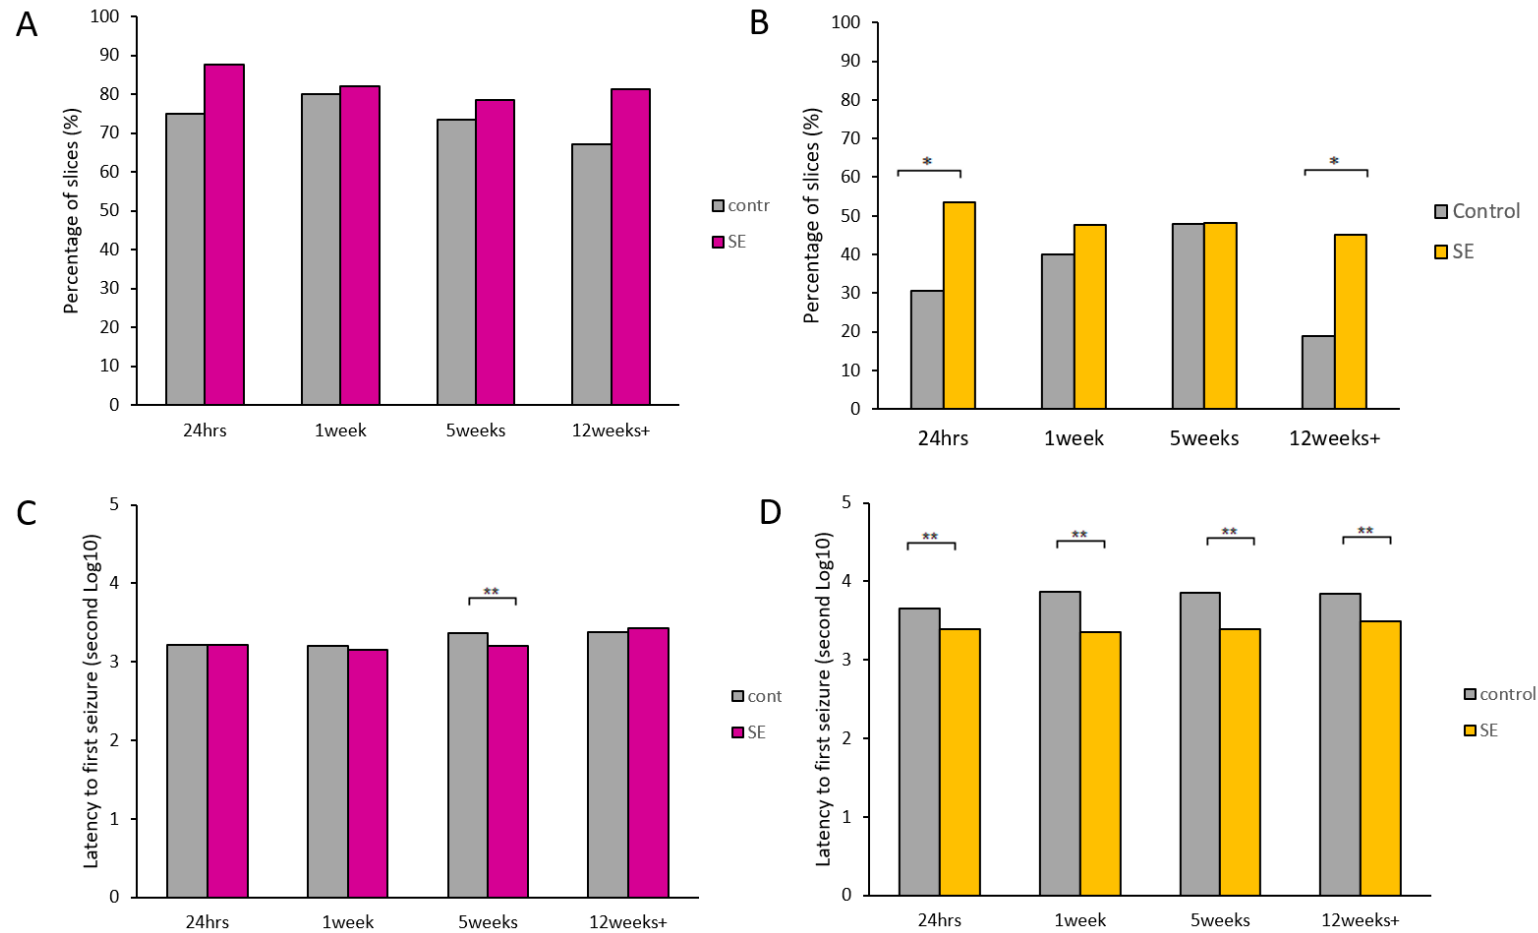 A
Percentage of slices (%)
100
90
80
70
60
50
40
30
20
10
0
24hrs
1week
5weeks
12weeks+
contr
SE
B
Percentage of slices (%)
100
90
80
70
60
50
40
30
20
10
0
*
*
24hrs
1week
5weeks
12weeks+
Control
SE
C
Latency to first seizure (second Log10)
5
4
3
2
1
0
**
24hrs
1week
5weeks
12weeks+
cont
SE
D
Latency to first seizure (second Log10)
5
4
3
2
1
0
**
**
**
**
24hrs
1week
5weeks
12weeks+
control
SE